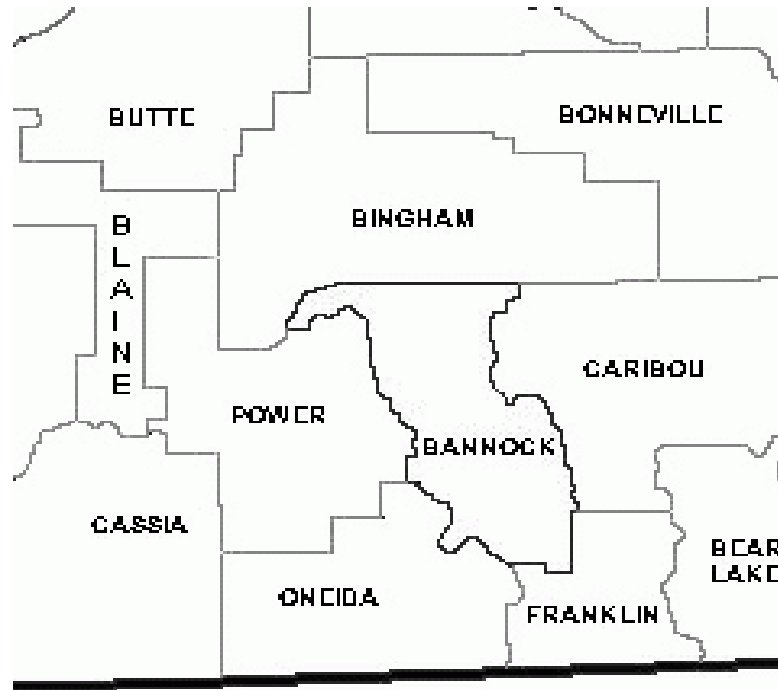 BUTTE
BONNEVILLE
BLAINE
BINGHAM
CARIBOU
POWER
BANNOCK
CASSIA
BEAR
LAKE
ONEIDA
FRANKLIN